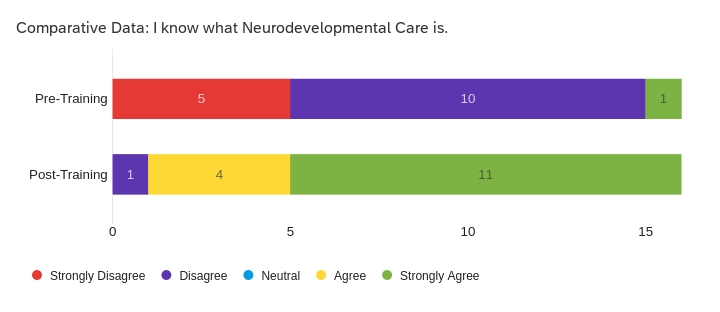 Comparative Data: I know what Neurodevelopmental Care is.
Pre-Training 5 10 1
Post-Training 1 4 11
0 5 10 15
Strongly Disagree Disagree Neutral Agree Strongly Agree